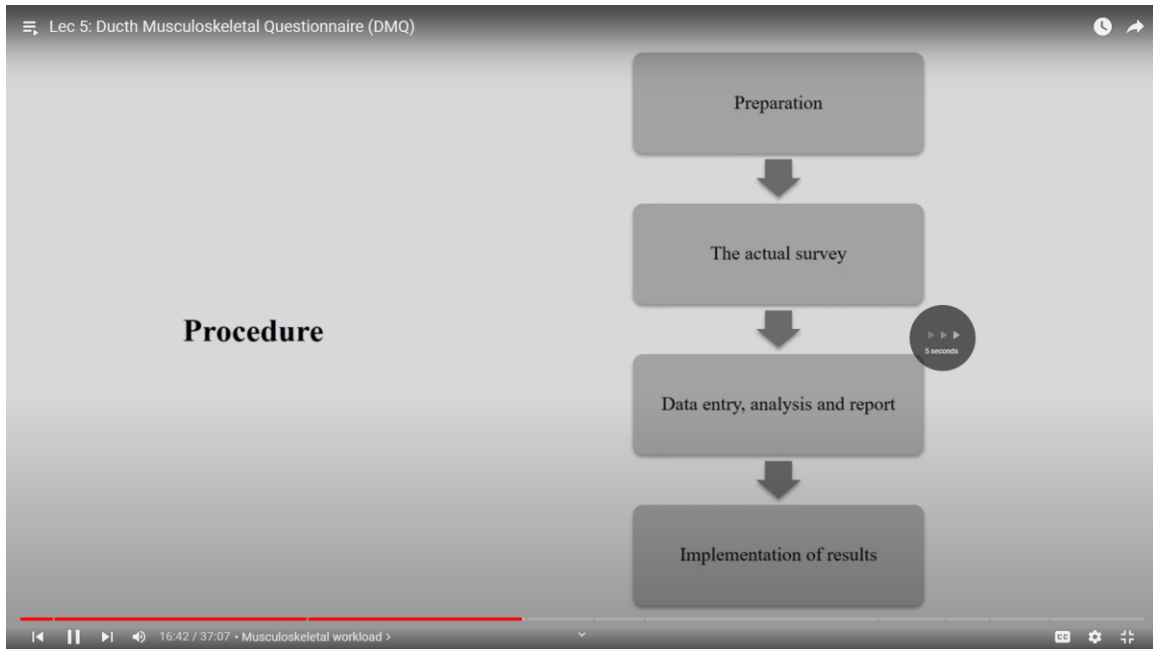 Lec 5: Ducth Musculoskeletal Questionnaire (DMQ)
Preparation
The actual survey
Procedure
5 seconds
Data entry, analysis and report
Implementation of results
16:42 / 37:07 • Musculoskeletal workload >
CC